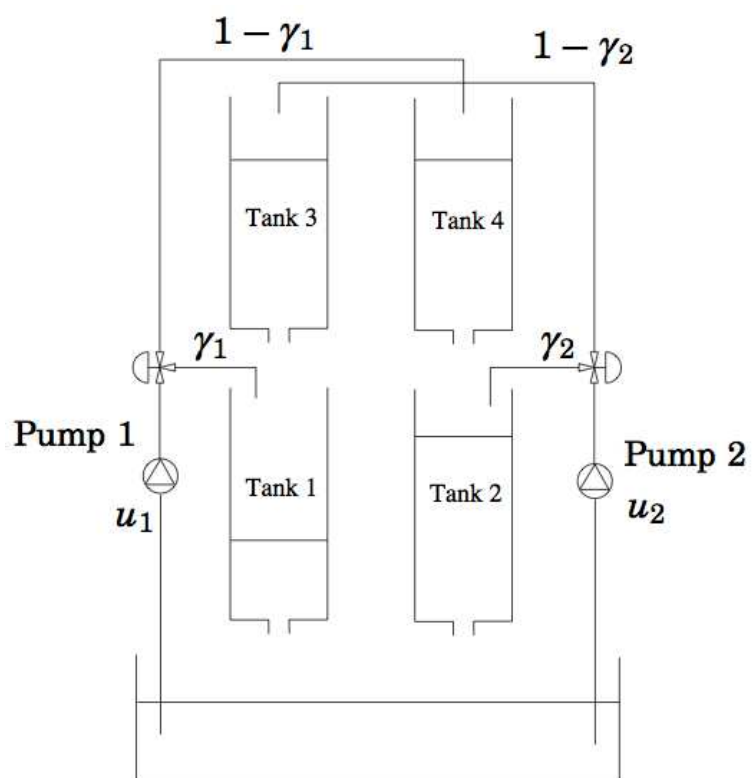 1 − γ₁
1 − γ₂
Tank 3
Tank 4
γ₁
γ₂
Pump 1
Pump 2
Tank 1
Tank 2
u₁
u₂